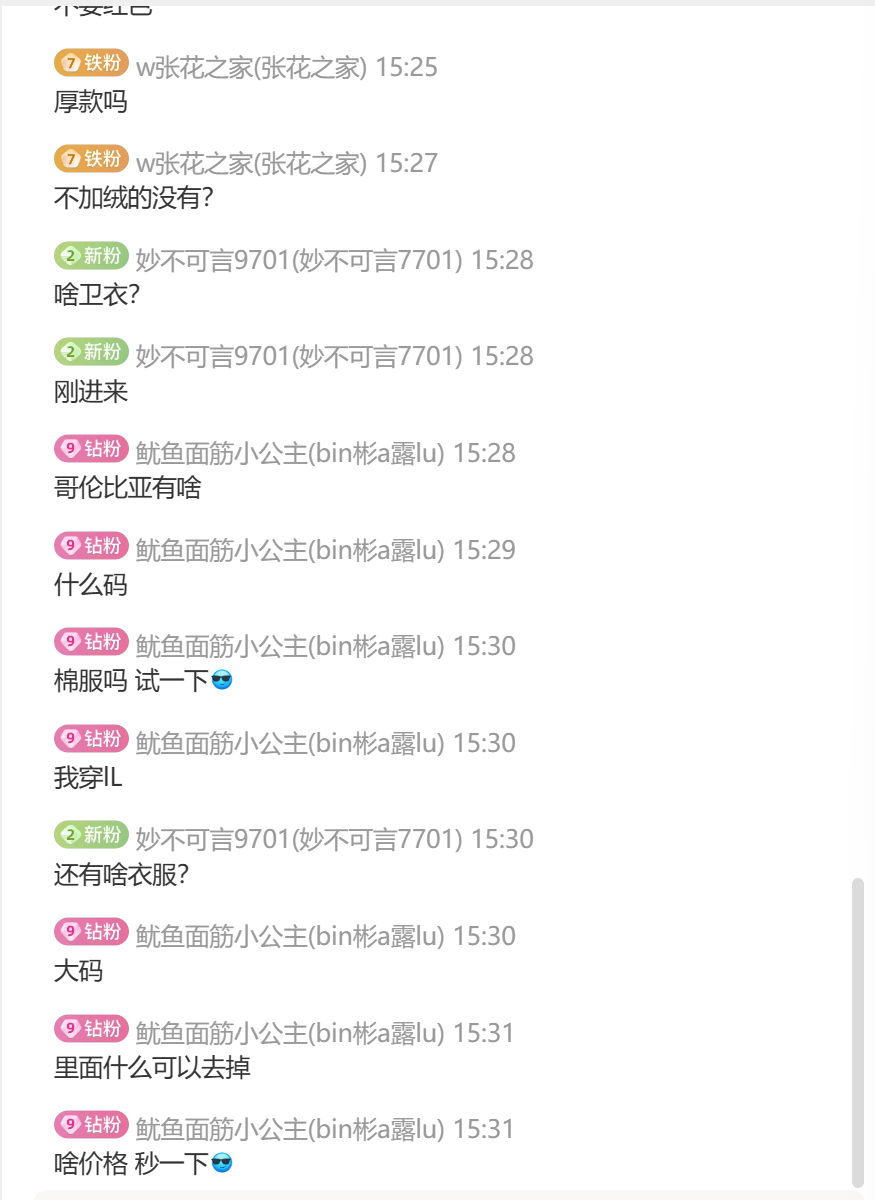 不要红色
7 铁粉 w张花之家(张花之家) 15:25
厚款吗
7 铁粉 w张花之家(张花之家) 15:27
不加绒的没有?
2 新粉 妙不可言9701(妙不可言7701) 15:28
啥卫衣?
2 新粉 妙不可言9701(妙不可言7701) 15:28
刚进来
9 钻粉 鱿鱼面筋小公主(bin彬a露lu) 15:28
哥伦比亚有啥
9 钻粉 鱿鱼面筋小公主(bin彬a露lu) 15:29
什么码
9 钻粉 鱿鱼面筋小公主(bin彬a露lu) 15:30
棉服吗 试一下😎
9 钻粉 鱿鱼面筋小公主(bin彬a露lu) 15:30
我穿lL
2 新粉 妙不可言9701(妙不可言7701) 15:30
还有啥衣服?
9 钻粉 鱿鱼面筋小公主(bin彬a露lu) 15:30
大码
9 钻粉 鱿鱼面筋小公主(bin彬a露lu) 15:31
里面什么可以去掉
9 钻粉 鱿鱼面筋小公主(bin彬a露lu) 15:31
啥价格 秒一下😎